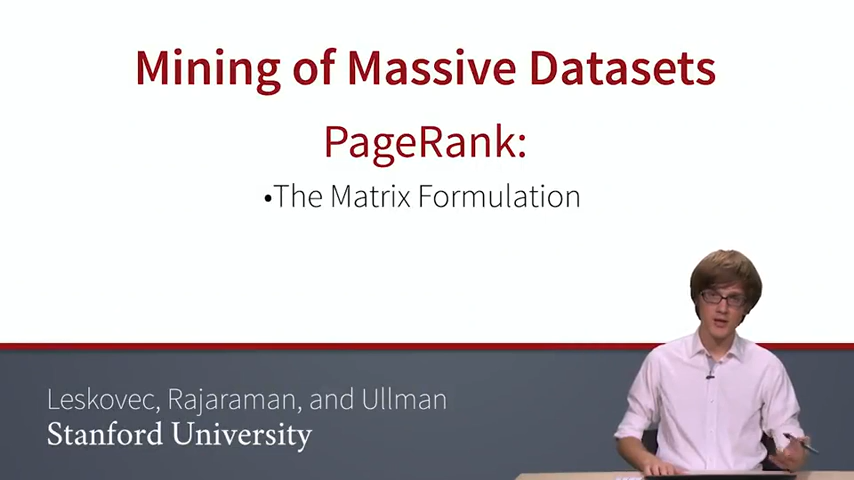 Mining of Massive Datasets
PageRank:
•The Matrix Formulation
Leskovec, Rajaraman, and Ullman
Stanford University